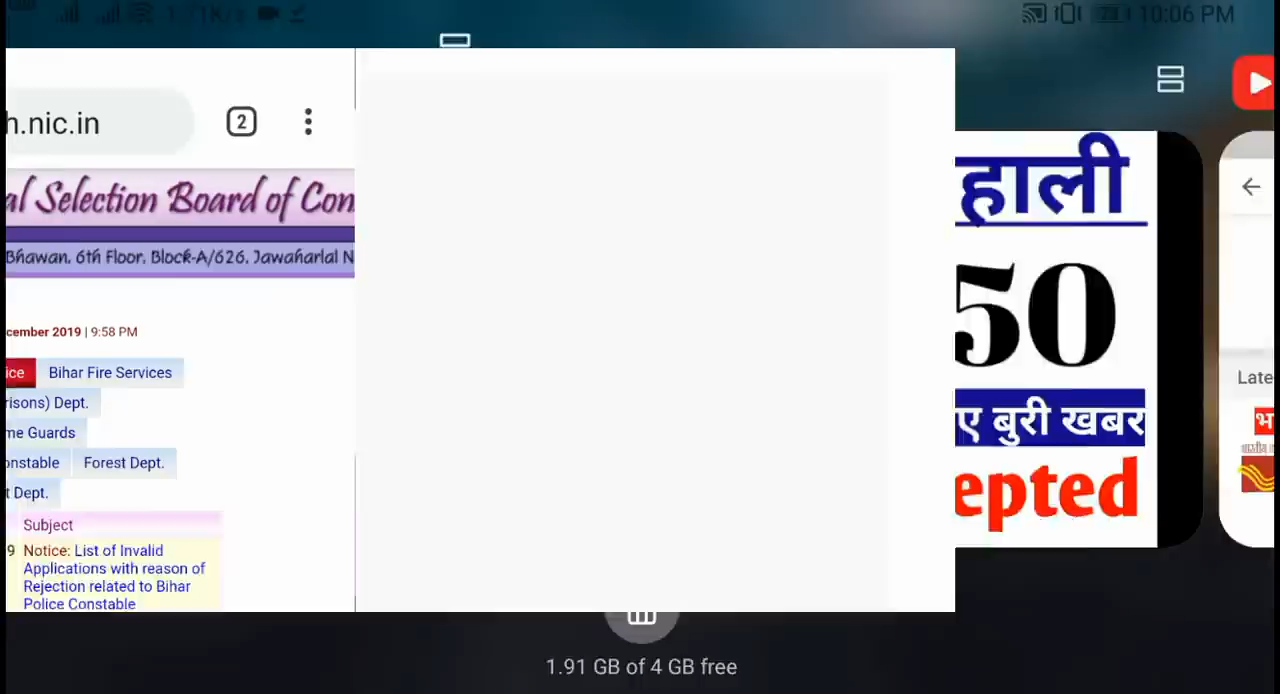 1.71K/s
10:06 PM
h.nic.in
2
al Selection Board of Con
Bhawan, 6th Floor, Block-A/626, Jawaharlal N
cember 2019 | 9:58 PM
ice
Bihar Fire Services
risons) Dept.
me Guards
onstable
Forest Dept.
t Dept.
Subject
9
Notice: List of Invalid
Applications with reason of
Rejection related to Bihar
Police Constable
हाली
50
ए बुरी खबर
epted
Late
भ
1.91 GB of 4 GB free